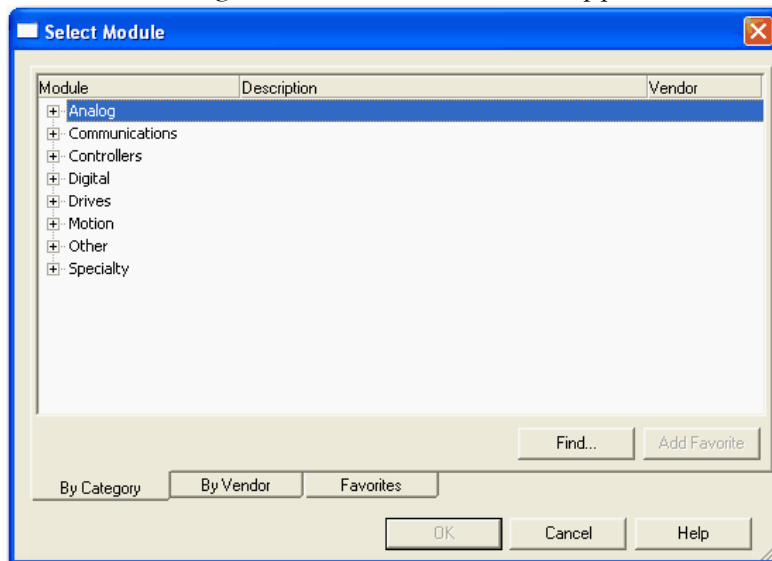 Select Module
Module Description Vendor
Analog
Communications
Controllers
Digital
Drives
Motion
Other
Specialty
Find... Add Favorite
By Category By Vendor Favorites
OK Cancel Help